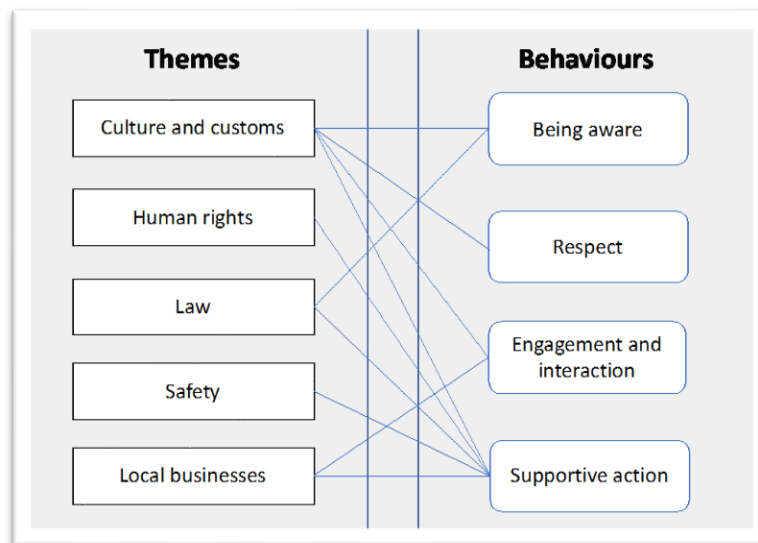 Themes
Behaviours
Culture and customs
Being aware
Human rights
Respect
Law
Engagement and
interaction
Safety
Local businesses
Supportive action